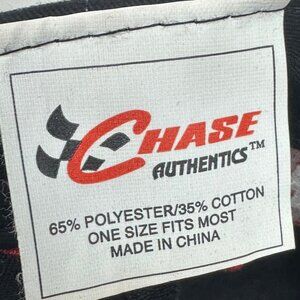 CHASE
AUTHENTICS™
65% POLYESTER/35% COTTON
ONE SIZE FITS MOST
MADE IN CHINA